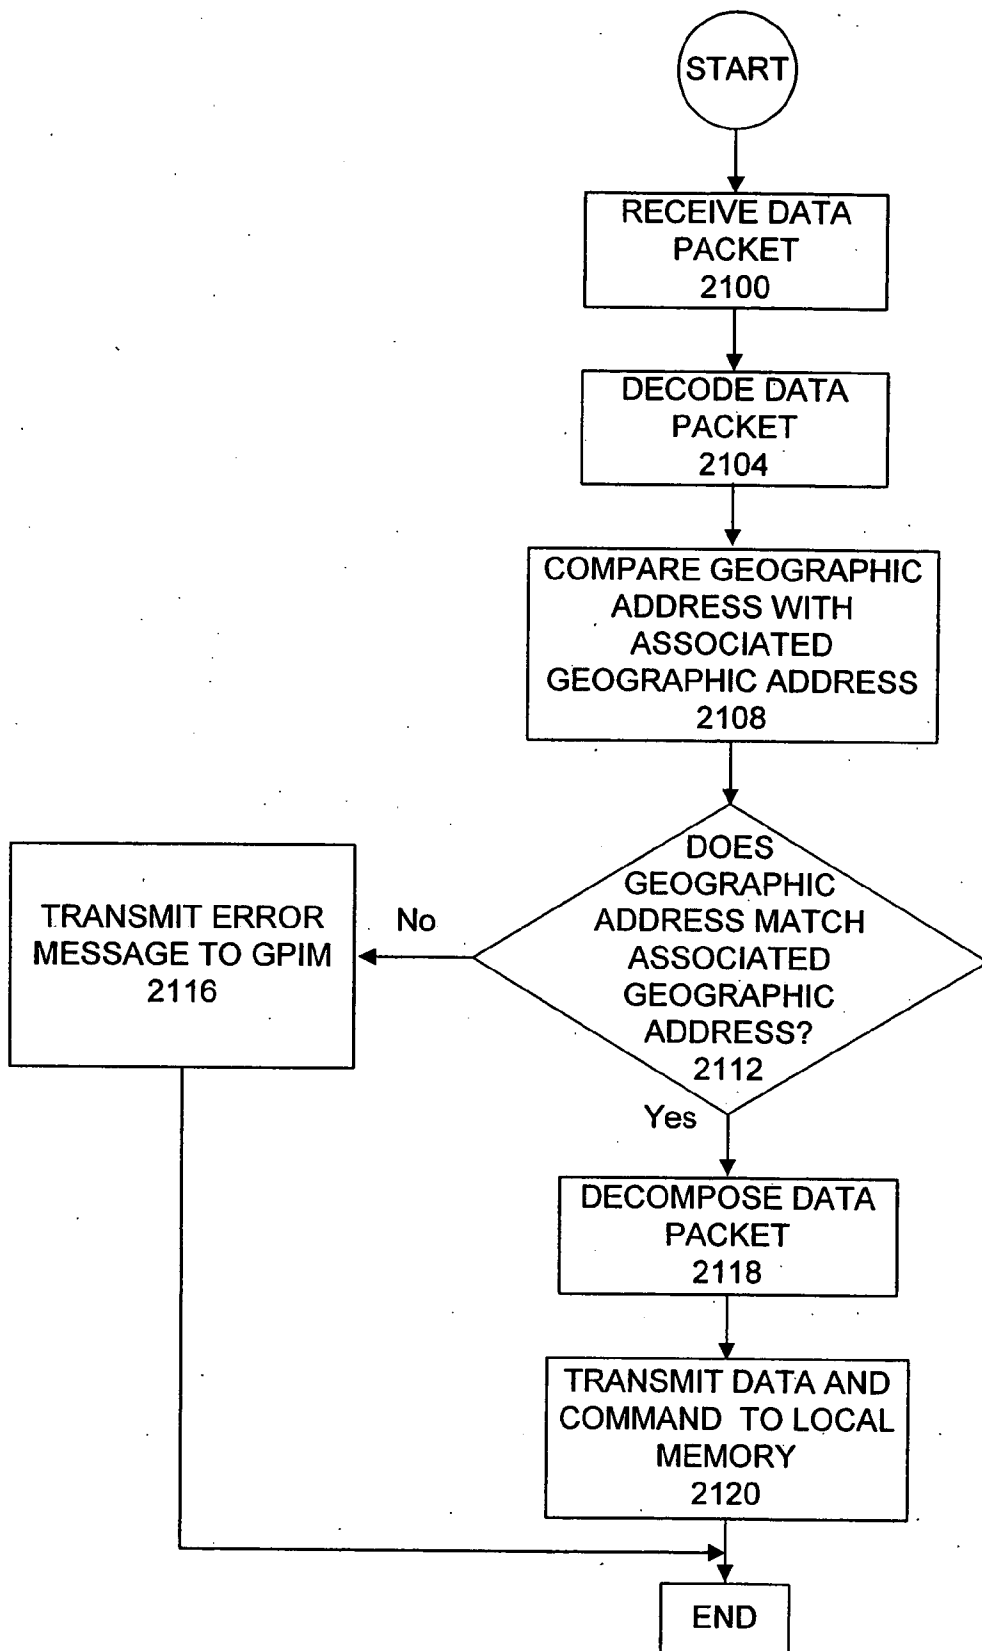 START
RECEIVE DATA
PACKET
2100
DECODE DATA
PACKET
2104
COMPARE GEOGRAPHIC
ADDRESS WITH
ASSOCIATED
GEOGRAPHIC ADDRESS
2108
DOES
GEOGRAPHIC
ADDRESS MATCH
ASSOCIATED
GEOGRAPHIC
ADDRESS?
2112
No
TRANSMIT ERROR
MESSAGE TO GPIM
2116
Yes
DECOMPOSE DATA
PACKET
2118
TRANSMIT DATA AND
COMMAND TO LOCAL
MEMORY
2120
END